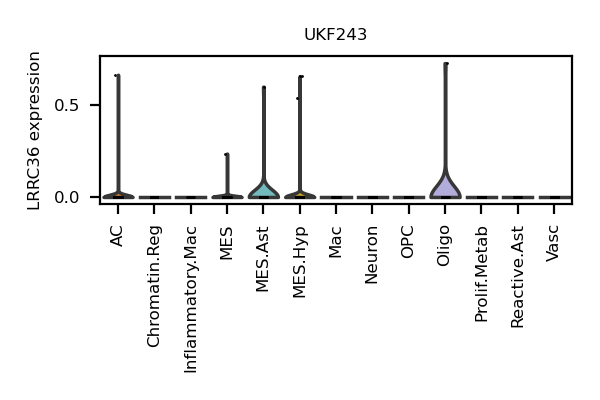 UKF243
LRRC36 expression
0.5
0.0
AC
Chromatin.Reg
Inflammatory.Mac
MES
MES.Ast
MES.Hyp
Mac
Neuron
OPC
Oligo
Prolif.Metab
Reactive.Ast
Vasc